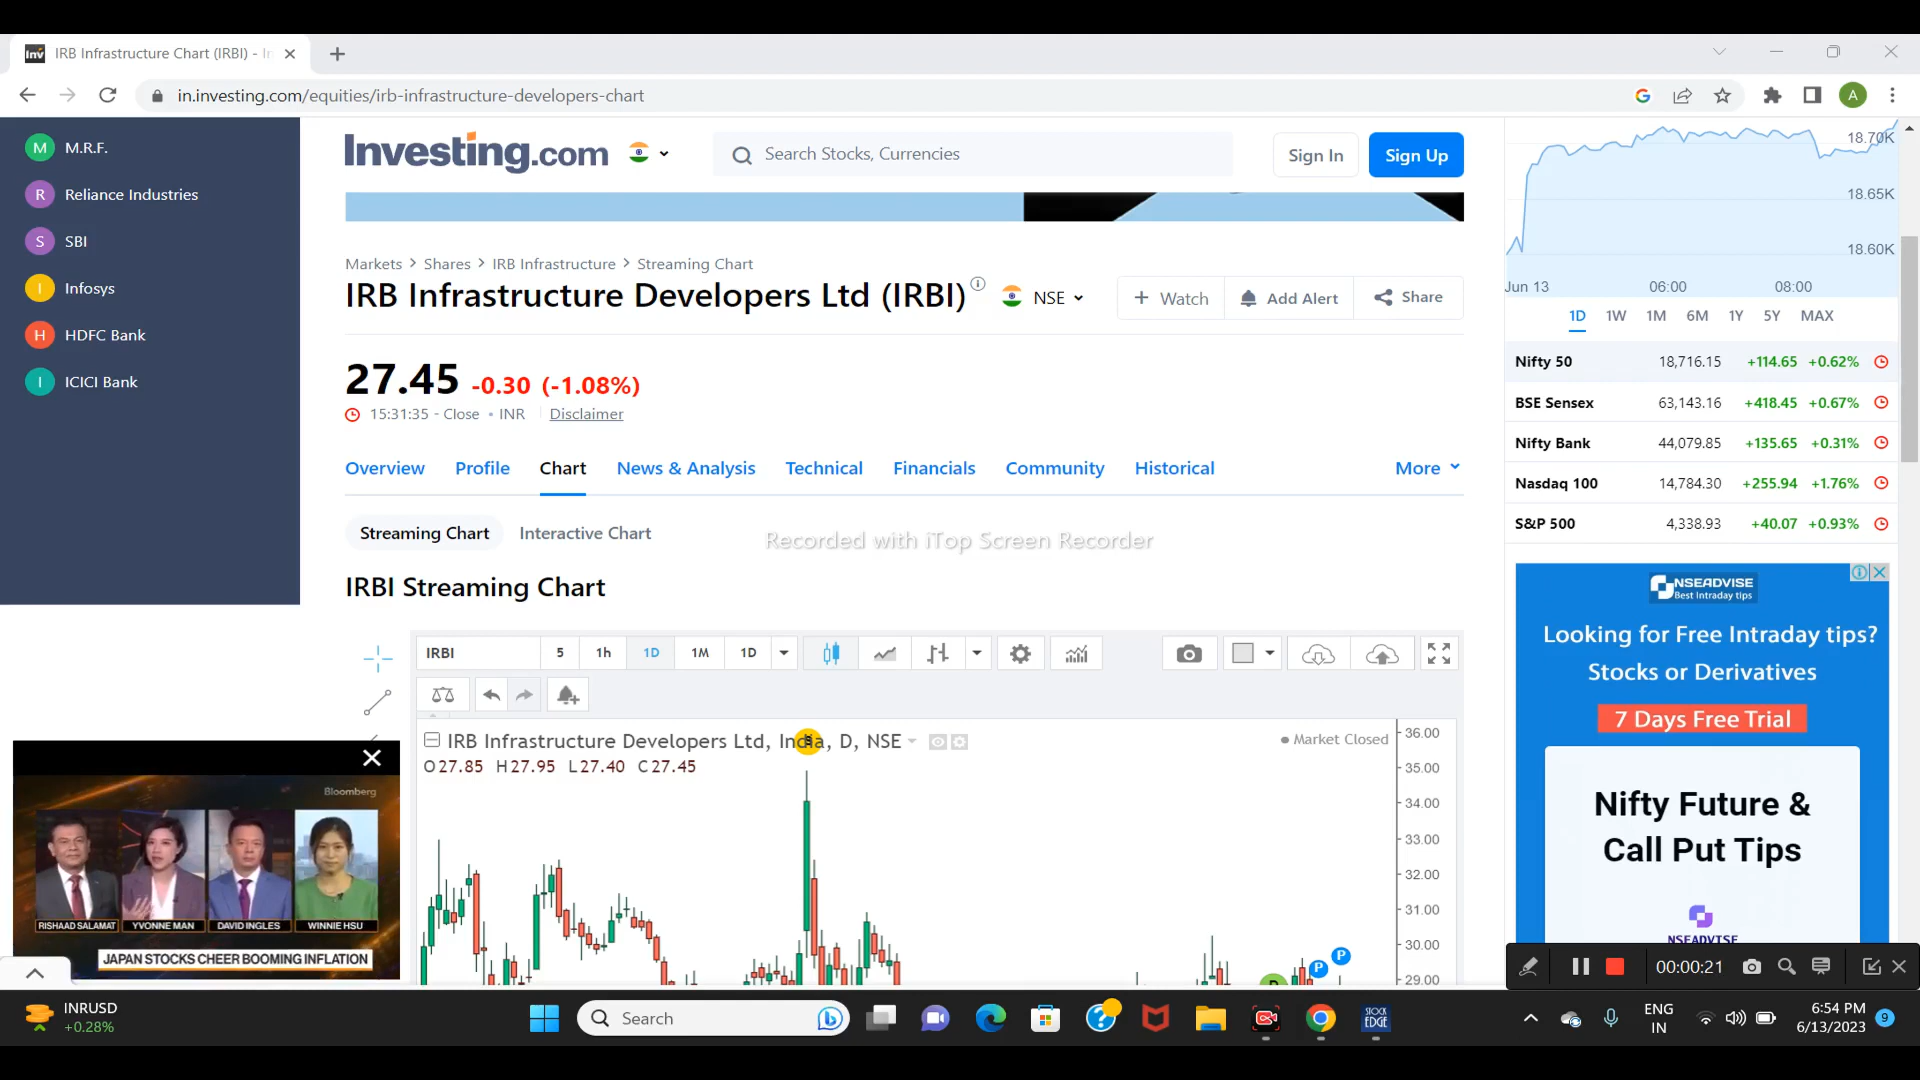 IRB Infrastructure Chart (IRBI) - In
in.investing.com/equities/irb-infrastructure-developers-chart
A
M M.R.F.
R Reliance Industries
S SBI
I Infosys
H HDFC Bank
I ICICI Bank
Investing.com
Search Stocks, Currencies
Sign In
Sign Up
Markets > Shares > IRB Infrastructure > Streaming Chart
IRB Infrastructure Developers Ltd (IRBI)
NSE
+ Watch
Add Alert
Share
27.45 -0.30 (-1.08%)
15:31:35 - Close • INR
Disclaimer
Overview Profile Chart News & Analysis Technical Financials Community Historical More
Streaming Chart Interactive Chart
Recorded with iTop Screen Recorder
IRBI Streaming Chart
IRBI 5 1h 1D 1M 1D
IRB Infrastructure Developers Ltd, India, D, NSE
Market Closed
O27.85 H27.95 L27.40 C27.45
36.00
35.00
34.00
33.00
32.00
31.00
30.00
29.00
P
P
18.70K
18.65K
18.60K
Jun 13 06:00 08:00
1D 1W 1M 6M 1Y 5Y MAX
Nifty 50 18,716.15 +114.65 +0.62%
BSE Sensex 63,143.16 +418.45 +0.67%
Nifty Bank 44,079.85 +135.65 +0.31%
Nasdaq 100 14,784.30 +255.94 +1.76%
S&P 500 4,338.93 +40.07 +0.93%
NSEADVISE
Best Intraday tips
Looking for Free Intraday tips?
Stocks or Derivatives
7 Days Free Trial
Nifty Future &
Call Put Tips
NSEADVISE
Bloomberg
RISHAAD SALAMAT YVONNE MAN DAVID INGLES WINNIE HSU
JAPAN STOCKS CHEER BOOMING INFLATION
00:00:21
INRUSD
+0.28%
Search
STOCK
EDGE
ENG
IN
6:54 PM
6/13/2023
9